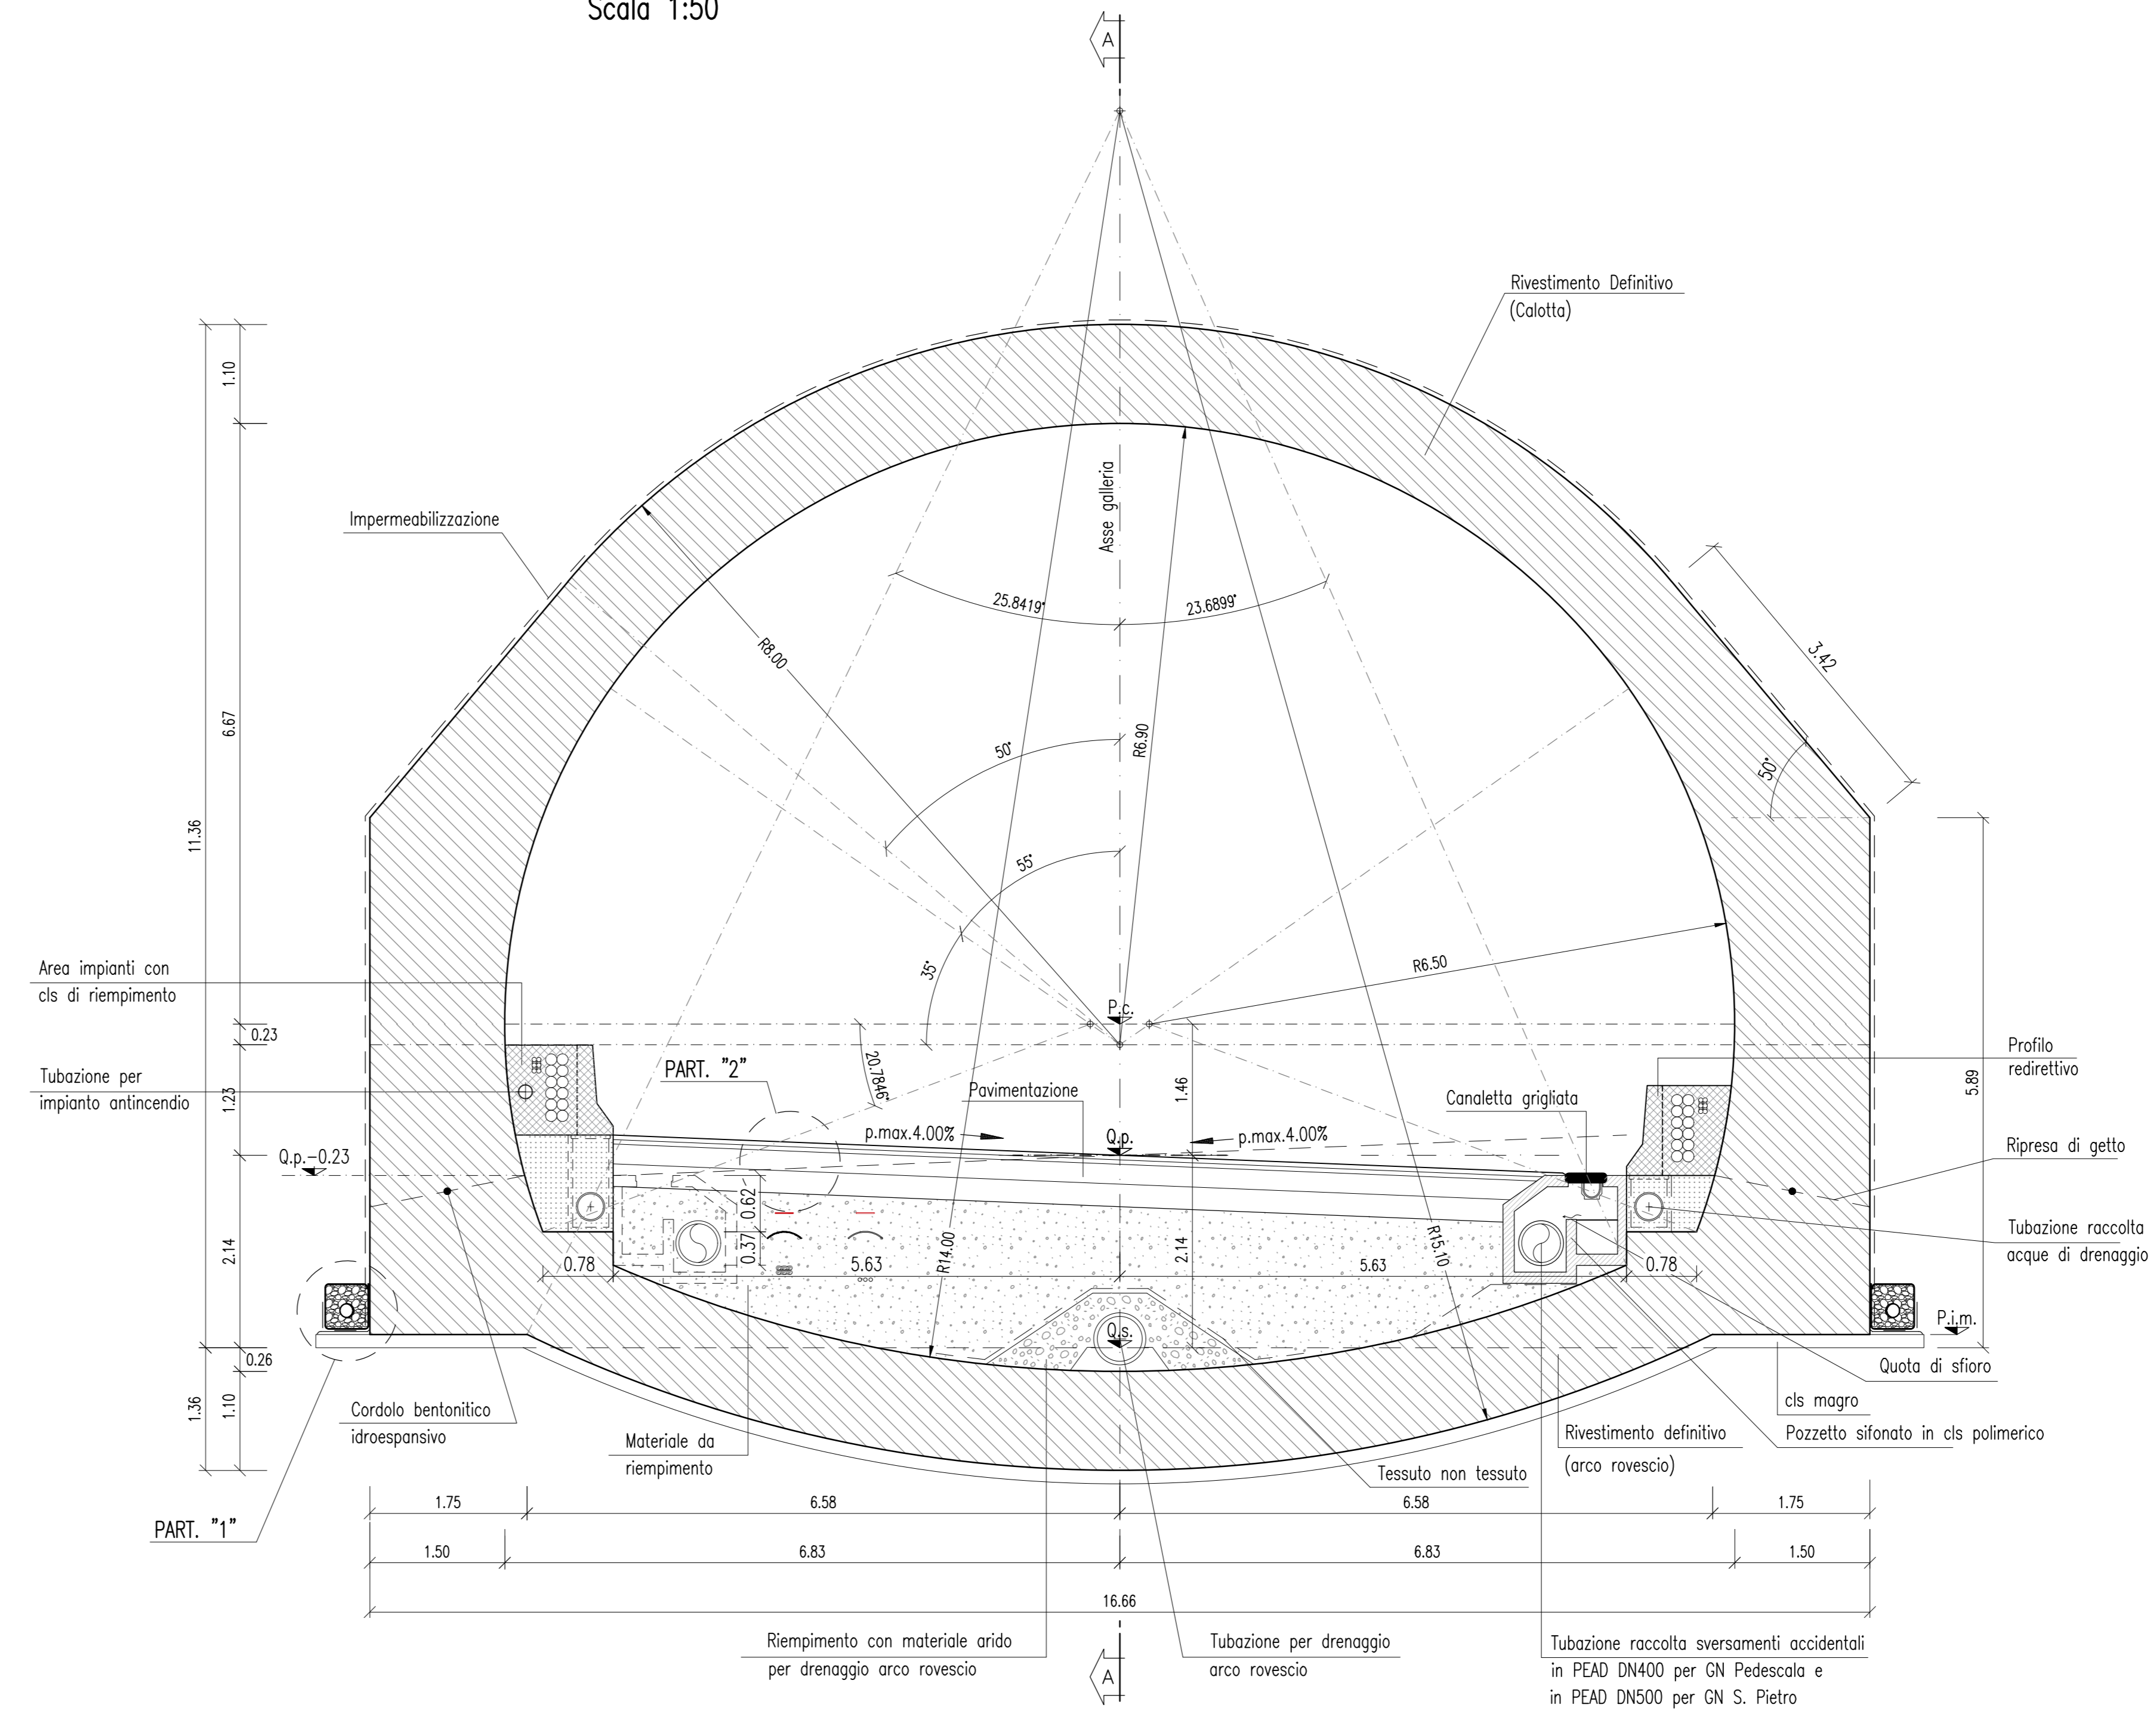 Scala 1:50
A
Rivestimento Definitivo
(Calotta)
1.10
Impermeabilizzazione
Asse galleria
25.8419°
23.6899°
R8.00
3.42
6.67
50°
R6.90
50°
11.36
55°
35°
R6.50
Area impianti con
cls di riempimento
P.c.
0.23
20.7846°
PART. "2"
Profilo
redirettivo
5.89
Tubazione per
impianto antincendio
1.23
Pavimentazione
1.46
Canaletta grigliata
p.max.4.00%
Q.p.
p.max.4.00%
Q.p.-0.23
Ripresa di getto
0.62
0.37
2.14
R14.00
2.14
R15.10
Tubazione raccolta
acque di drenaggio
0.78
5.63
5.63
0.78
P.i.m.
Q.s.
0.26
Quota di sfioro
1.36
1.10
Cordolo bentonitico
idroespansivo
cls magro
Materiale da
riempimento
Rivestimento definitivo
(arco rovescio)
Pozzetto sifonato in cls polimerico
Tessuto non tessuto
1.75
6.58
6.58
1.75
PART. "1"
1.50
6.83
6.83
1.50
16.66
Riempimento con materiale arido
per drenaggio arco rovescio
Tubazione per drenaggio
arco rovescio
Tubazione raccolta sversamenti accidentali
in PEAD DN400 per GN Pedescala e
in PEAD DN500 per GN S. Pietro
A